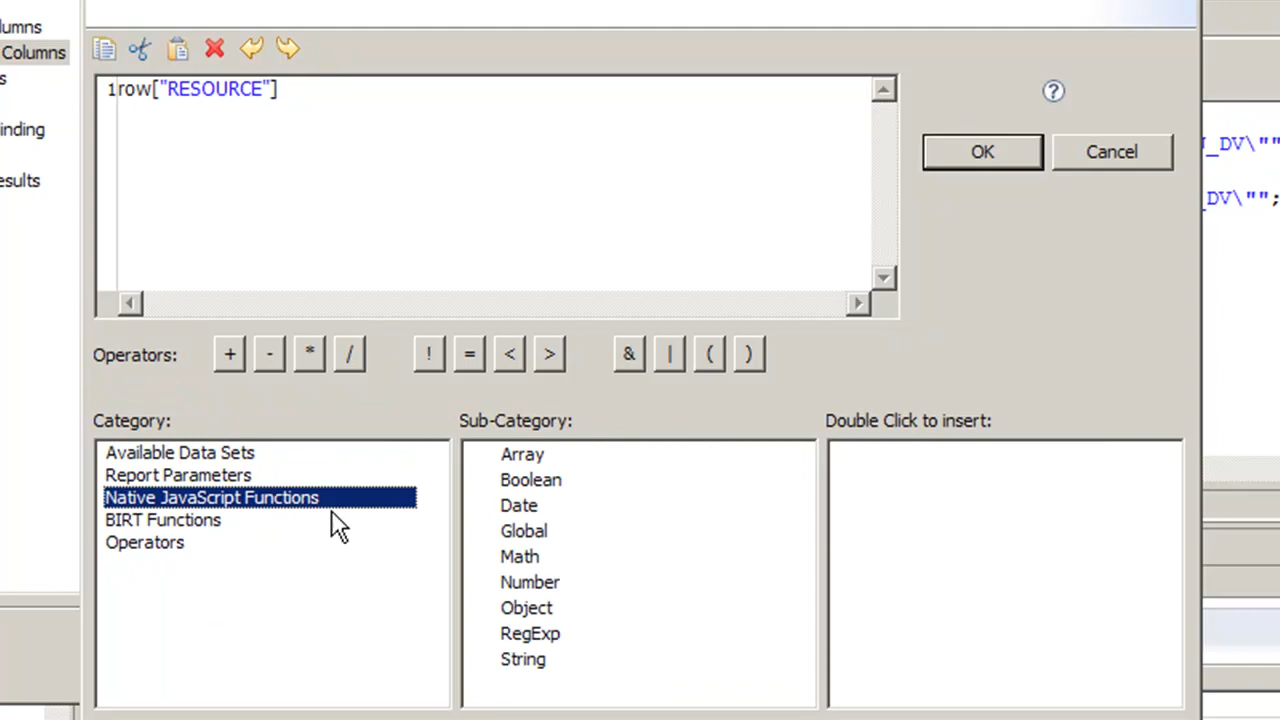 lumns
Columns
s
inding
esults
1row["RESOURCE"]
OK
Cancel
_DV\""
_DV\"";
Operators:
+ - * / ! = < > & | ( )
Category:
Available Data Sets
Report Parameters
Native JavaScript Functions
BIRT Functions
Operators
Sub-Category:
Array
Boolean
Date
Global
Math
Number
Object
RegExp
String
Double Click to insert: